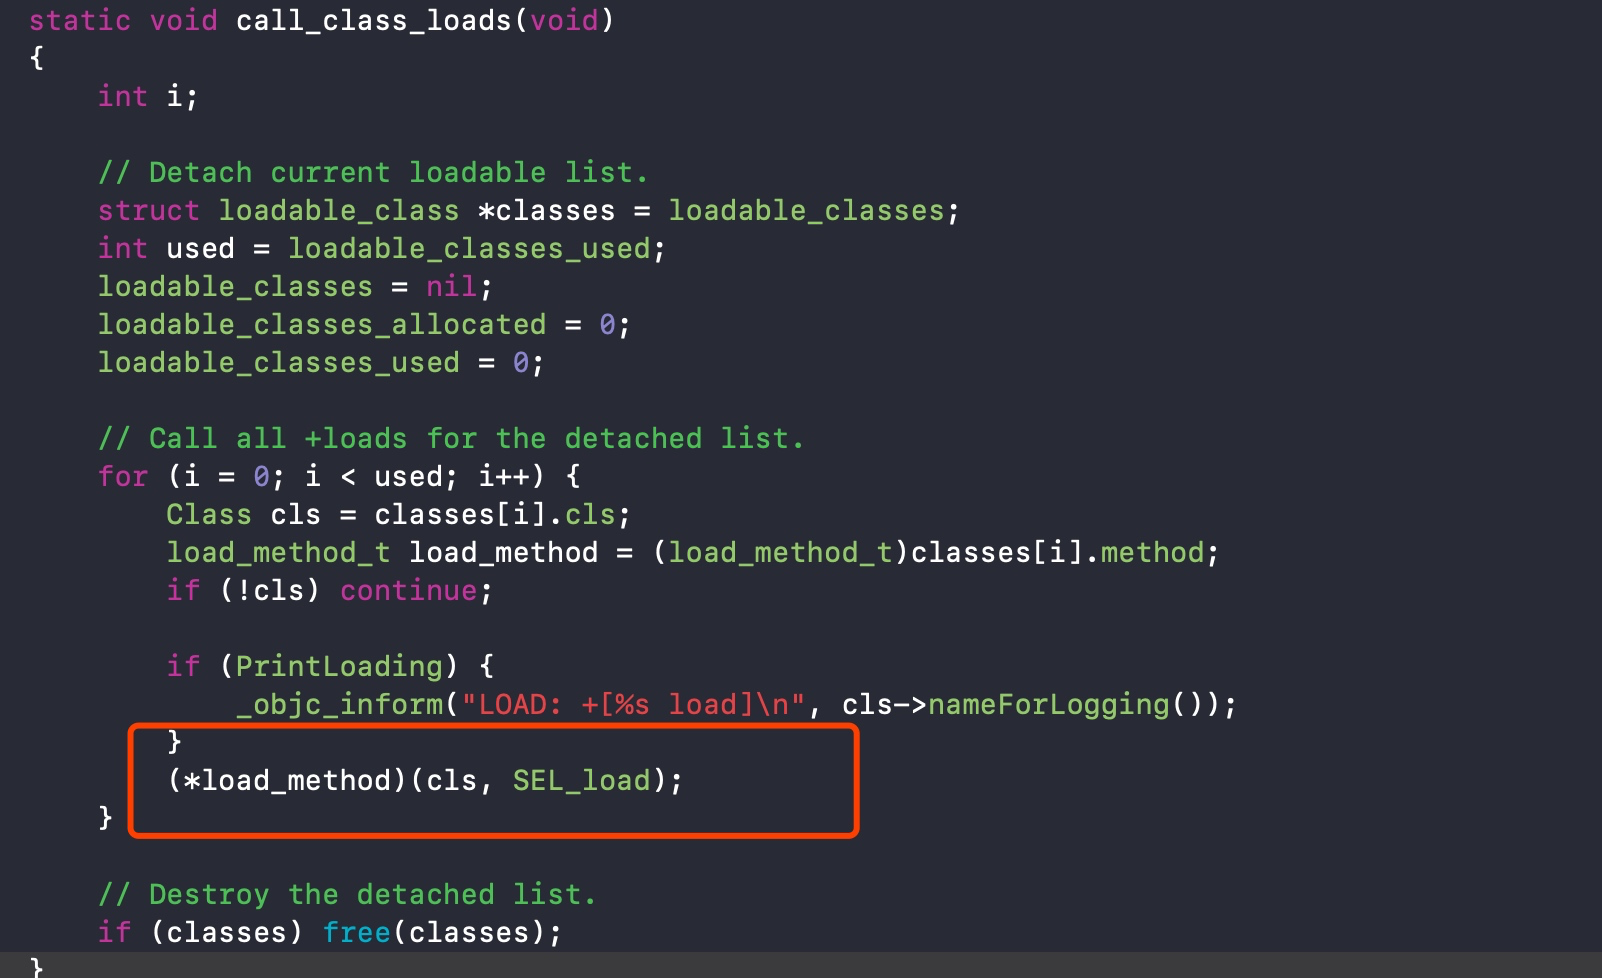 static void call_class_loads(void)
{
    int i;

    // Detach current loadable list.
    struct loadable_class *classes = loadable_classes;
    int used = loadable_classes_used;
    loadable_classes = nil;
    loadable_classes_allocated = 0;
    loadable_classes_used = 0;

    // Call all +loads for the detached list.
    for (i = 0; i < used; i++) {
        Class cls = classes[i].cls;
        load_method_t load_method = (load_method_t)classes[i].method;
        if (!cls) continue;

        if (PrintLoading) {
            _objc_inform("LOAD: +[%s load]\n", cls->nameForLogging());
        }
        (*load_method)(cls, SEL_load);
    }

    // Destroy the detached list.
    if (classes) free(classes);
}